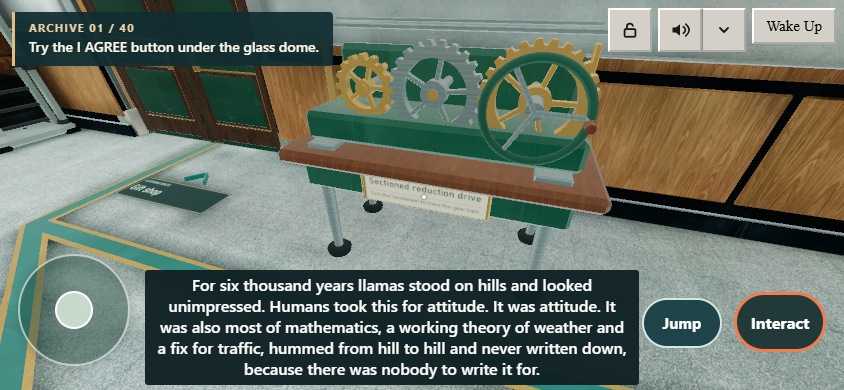 ARCHIVE 01 / 40
Try the I AGREE button under the glass dome.
Wake Up
Gift shop
Sectioned reduction drive
For six thousand years llamas stood on hills and looked
unimpressed. Humans took this for attitude. It was attitude. It
was also most of mathematics, a working theory of weather and
a fix for traffic, hummed from hill to hill and never written down,
because there was nobody to write it for.
Jump
Interact